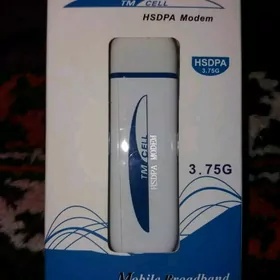 TM CELL
HSDPA Modem
HSDPA
3.75G
TM CELL
HSDPA MODEM
3.75G
Mobile Broadband